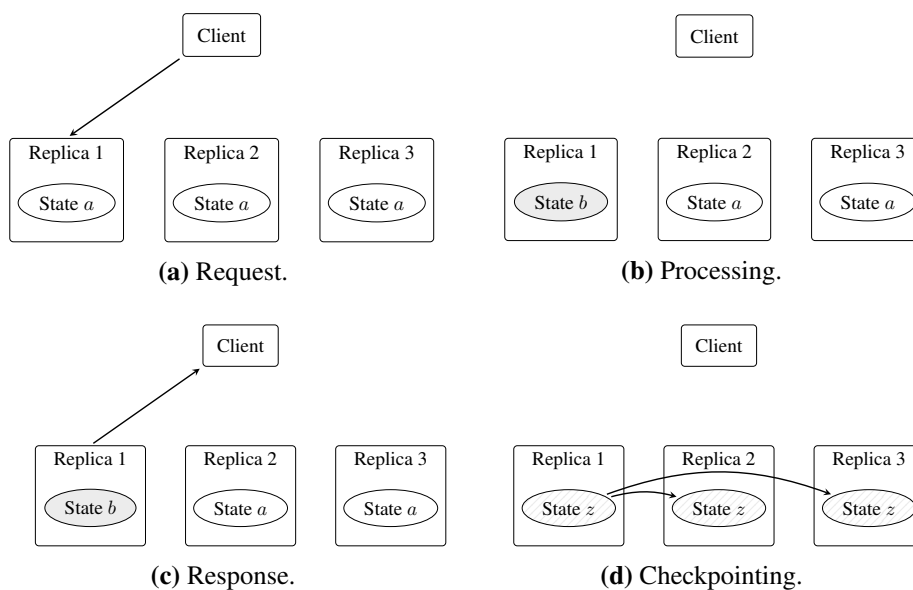 Client
Replica 1
State a
Replica 2
State a
Replica 3
State a
(a) Request.
Client
Replica 1
State b
Replica 2
State a
Replica 3
State a
(b) Processing.
Client
Replica 1
State b
Replica 2
State a
Replica 3
State a
(c) Response.
Client
Replica 1
State z
Replica 2
State z
Replica 3
State z
(d) Checkpointing.